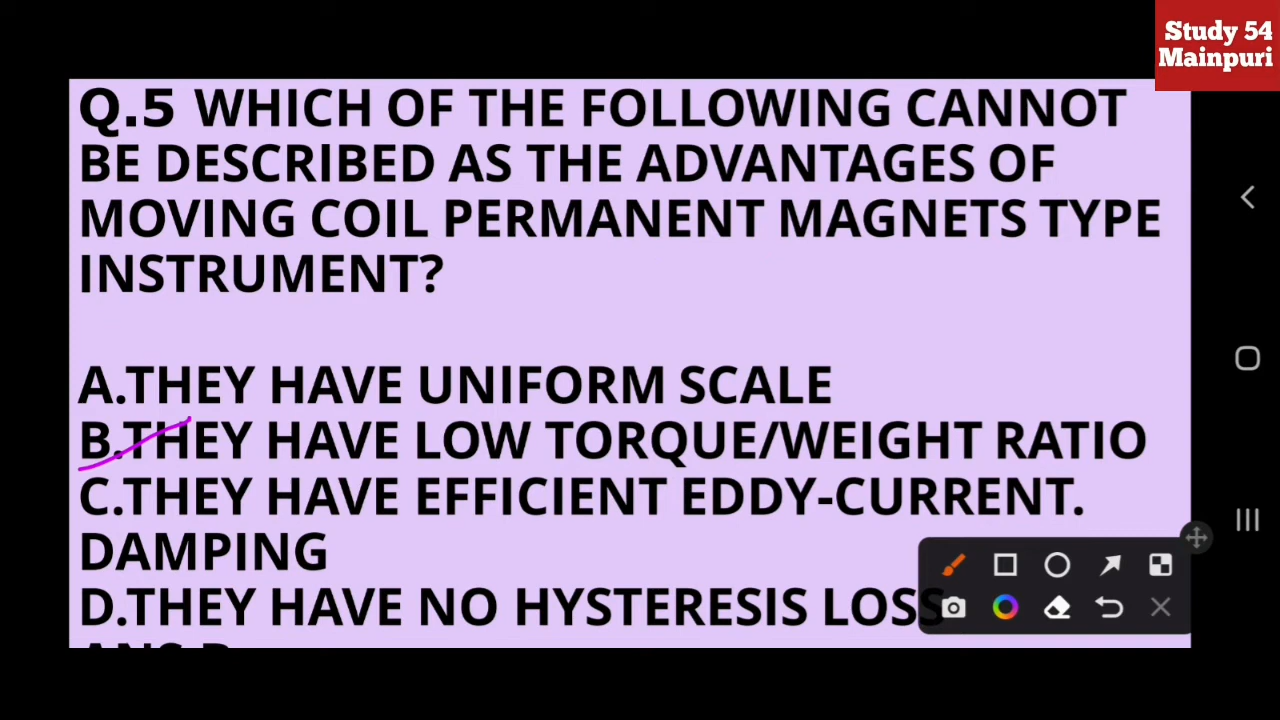 Study 54
Mainpuri
Q.5 WHICH OF THE FOLLOWING CANNOT
BE DESCRIBED AS THE ADVANTAGES OF
MOVING COIL PERMANENT MAGNETS TYPE
INSTRUMENT?
A.THEY HAVE UNIFORM SCALE
B.THEY HAVE LOW TORQUE/WEIGHT RATIO
C.THEY HAVE EFFICIENT EDDY-CURRENT.
DAMPING
D.THEY HAVE NO HYSTERESIS LOSS